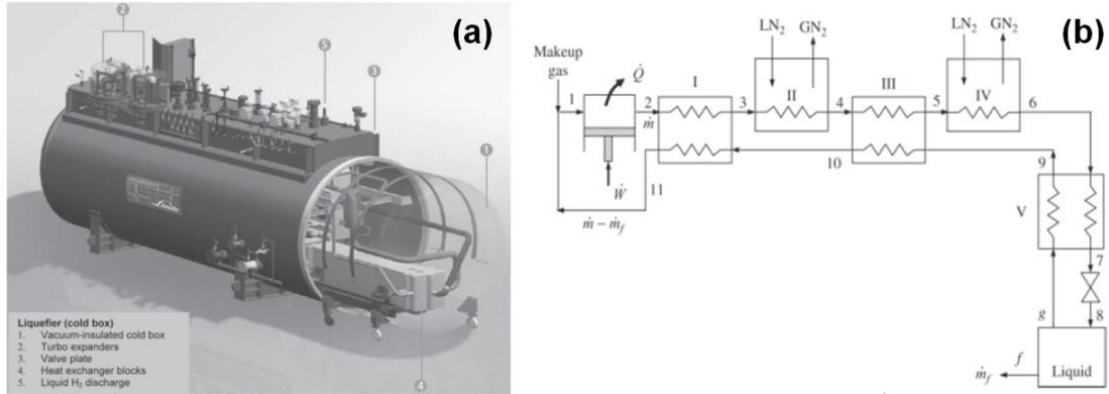 (a)
2
5
3
1
4
Liquefier (cold box)
1. Vacuum-insulated cold box
2. Turbo expanders
3. Valve plate
4. Heat exchanger blocks
5. Liquid H₂ discharge
(b)
LN₂ GN₂
LN₂ GN₂
Makeup
gas
Q̇
I
II
III
IV
1
2
3
4
5
6
ṁ
10
9
11
Ẇ
ṁ − ṁf
V
7
8
g
f
ṁf
Liquid